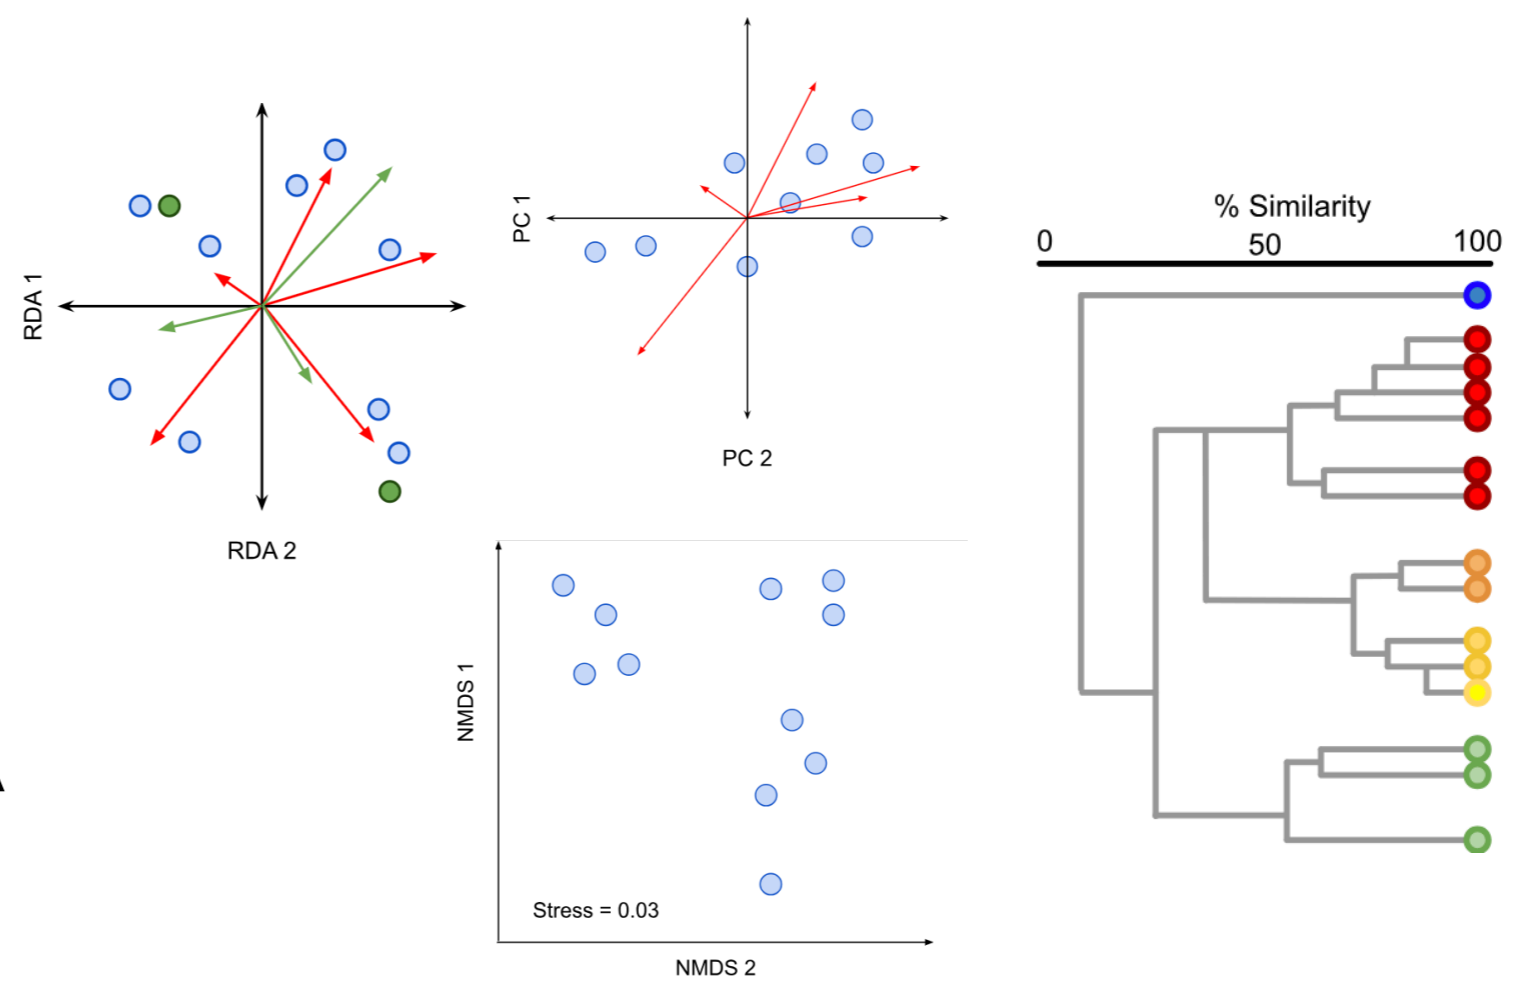 RDA 1
RDA 2
PC 1
PC 2
NMDS 1
Stress = 0.03
NMDS 2
% Similarity
0 50 100